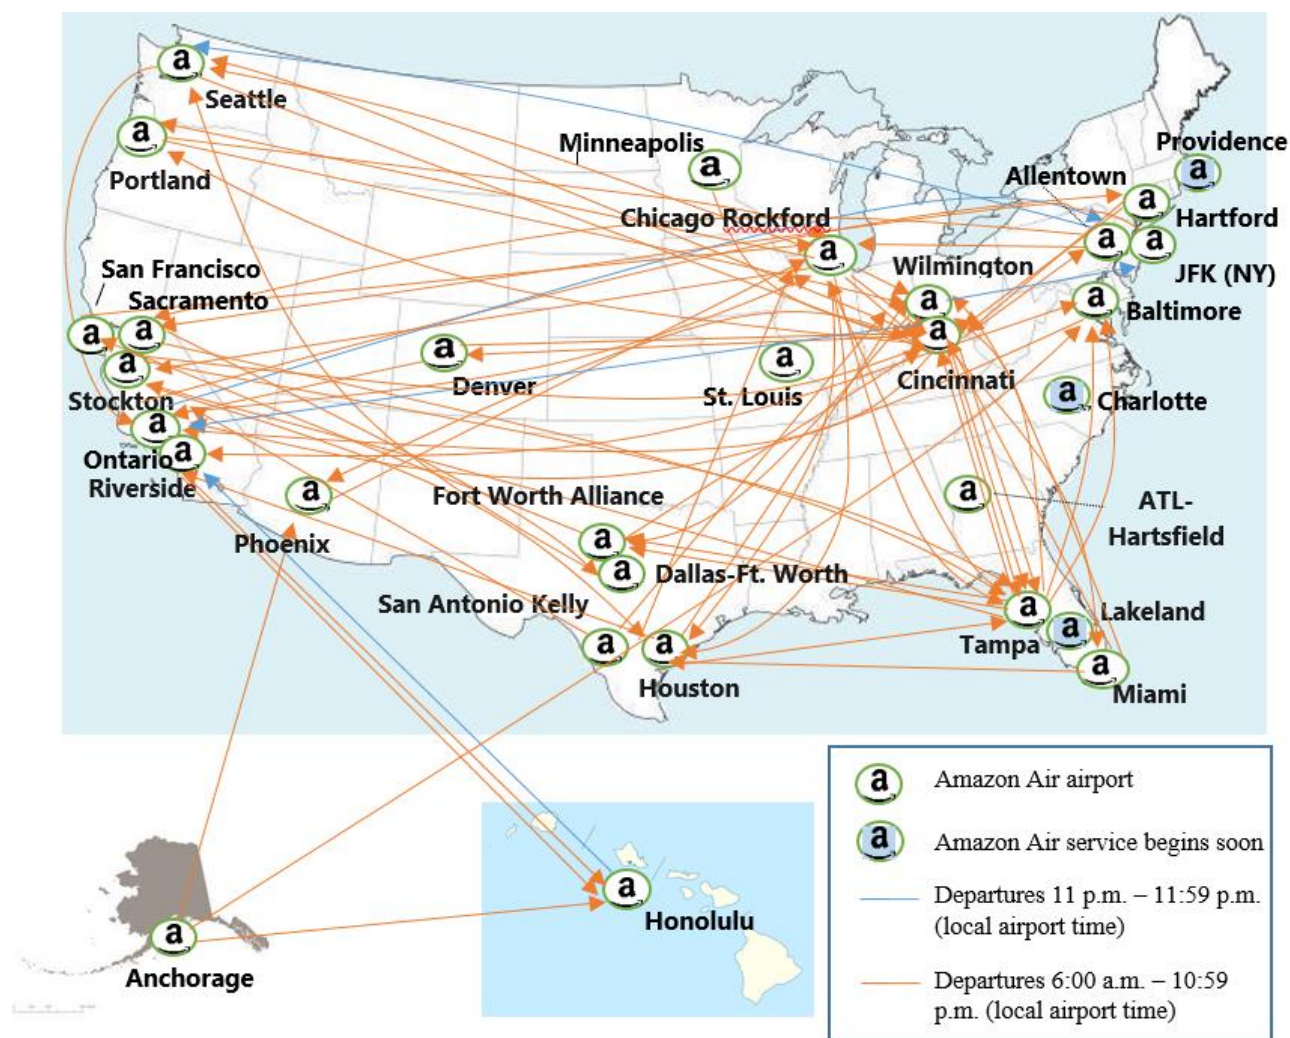 Seattle
Portland
Minneapolis
Chicago Rockford
Providence
Allentown
Hartford
JFK (NY)
Wilmington
Baltimore
San Francisco
Sacramento
Stockton
Denver
St. Louis
Cincinnati
Charlotte
Ontario
Riverside
Phoenix
Fort Worth Alliance
Dallas-Ft. Worth
San Antonio Kelly
Houston
ATL-
Hartsfield
Lakeland
Tampa
Miami
Anchorage
Honolulu
a Amazon Air airport
a Amazon Air service begins soon
Departures 11 p.m. – 11:59 p.m.
(local airport time)
Departures 6:00 a.m. – 10:59
p.m. (local airport time)